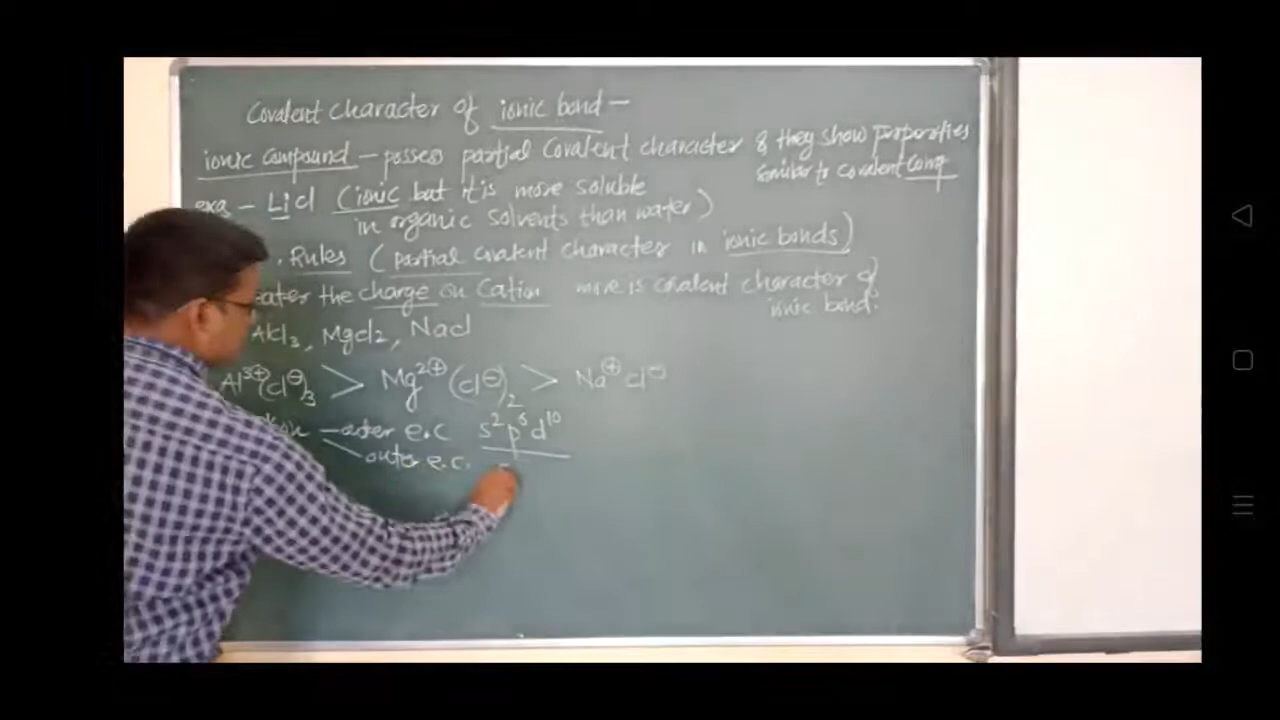 Covalent character of ionic bond –
ionic compound – possess partial covalent character & they show properties
similar to covalent comp
exa – Licl (ionic but it is more soluble
in organic solvents than water)
. Rules (partial covalent character in ionic bonds)
eater the charge on Cation more is covalent character of
ionic bond.
Alcl₃, Mgcl₂, Nacl
Al³⊕(cl⊖)₃ > Mg²⊕(cl⊖)₂ > Na⊕ cl⊖
e.c s²p⁶d¹⁰
outer e.c.